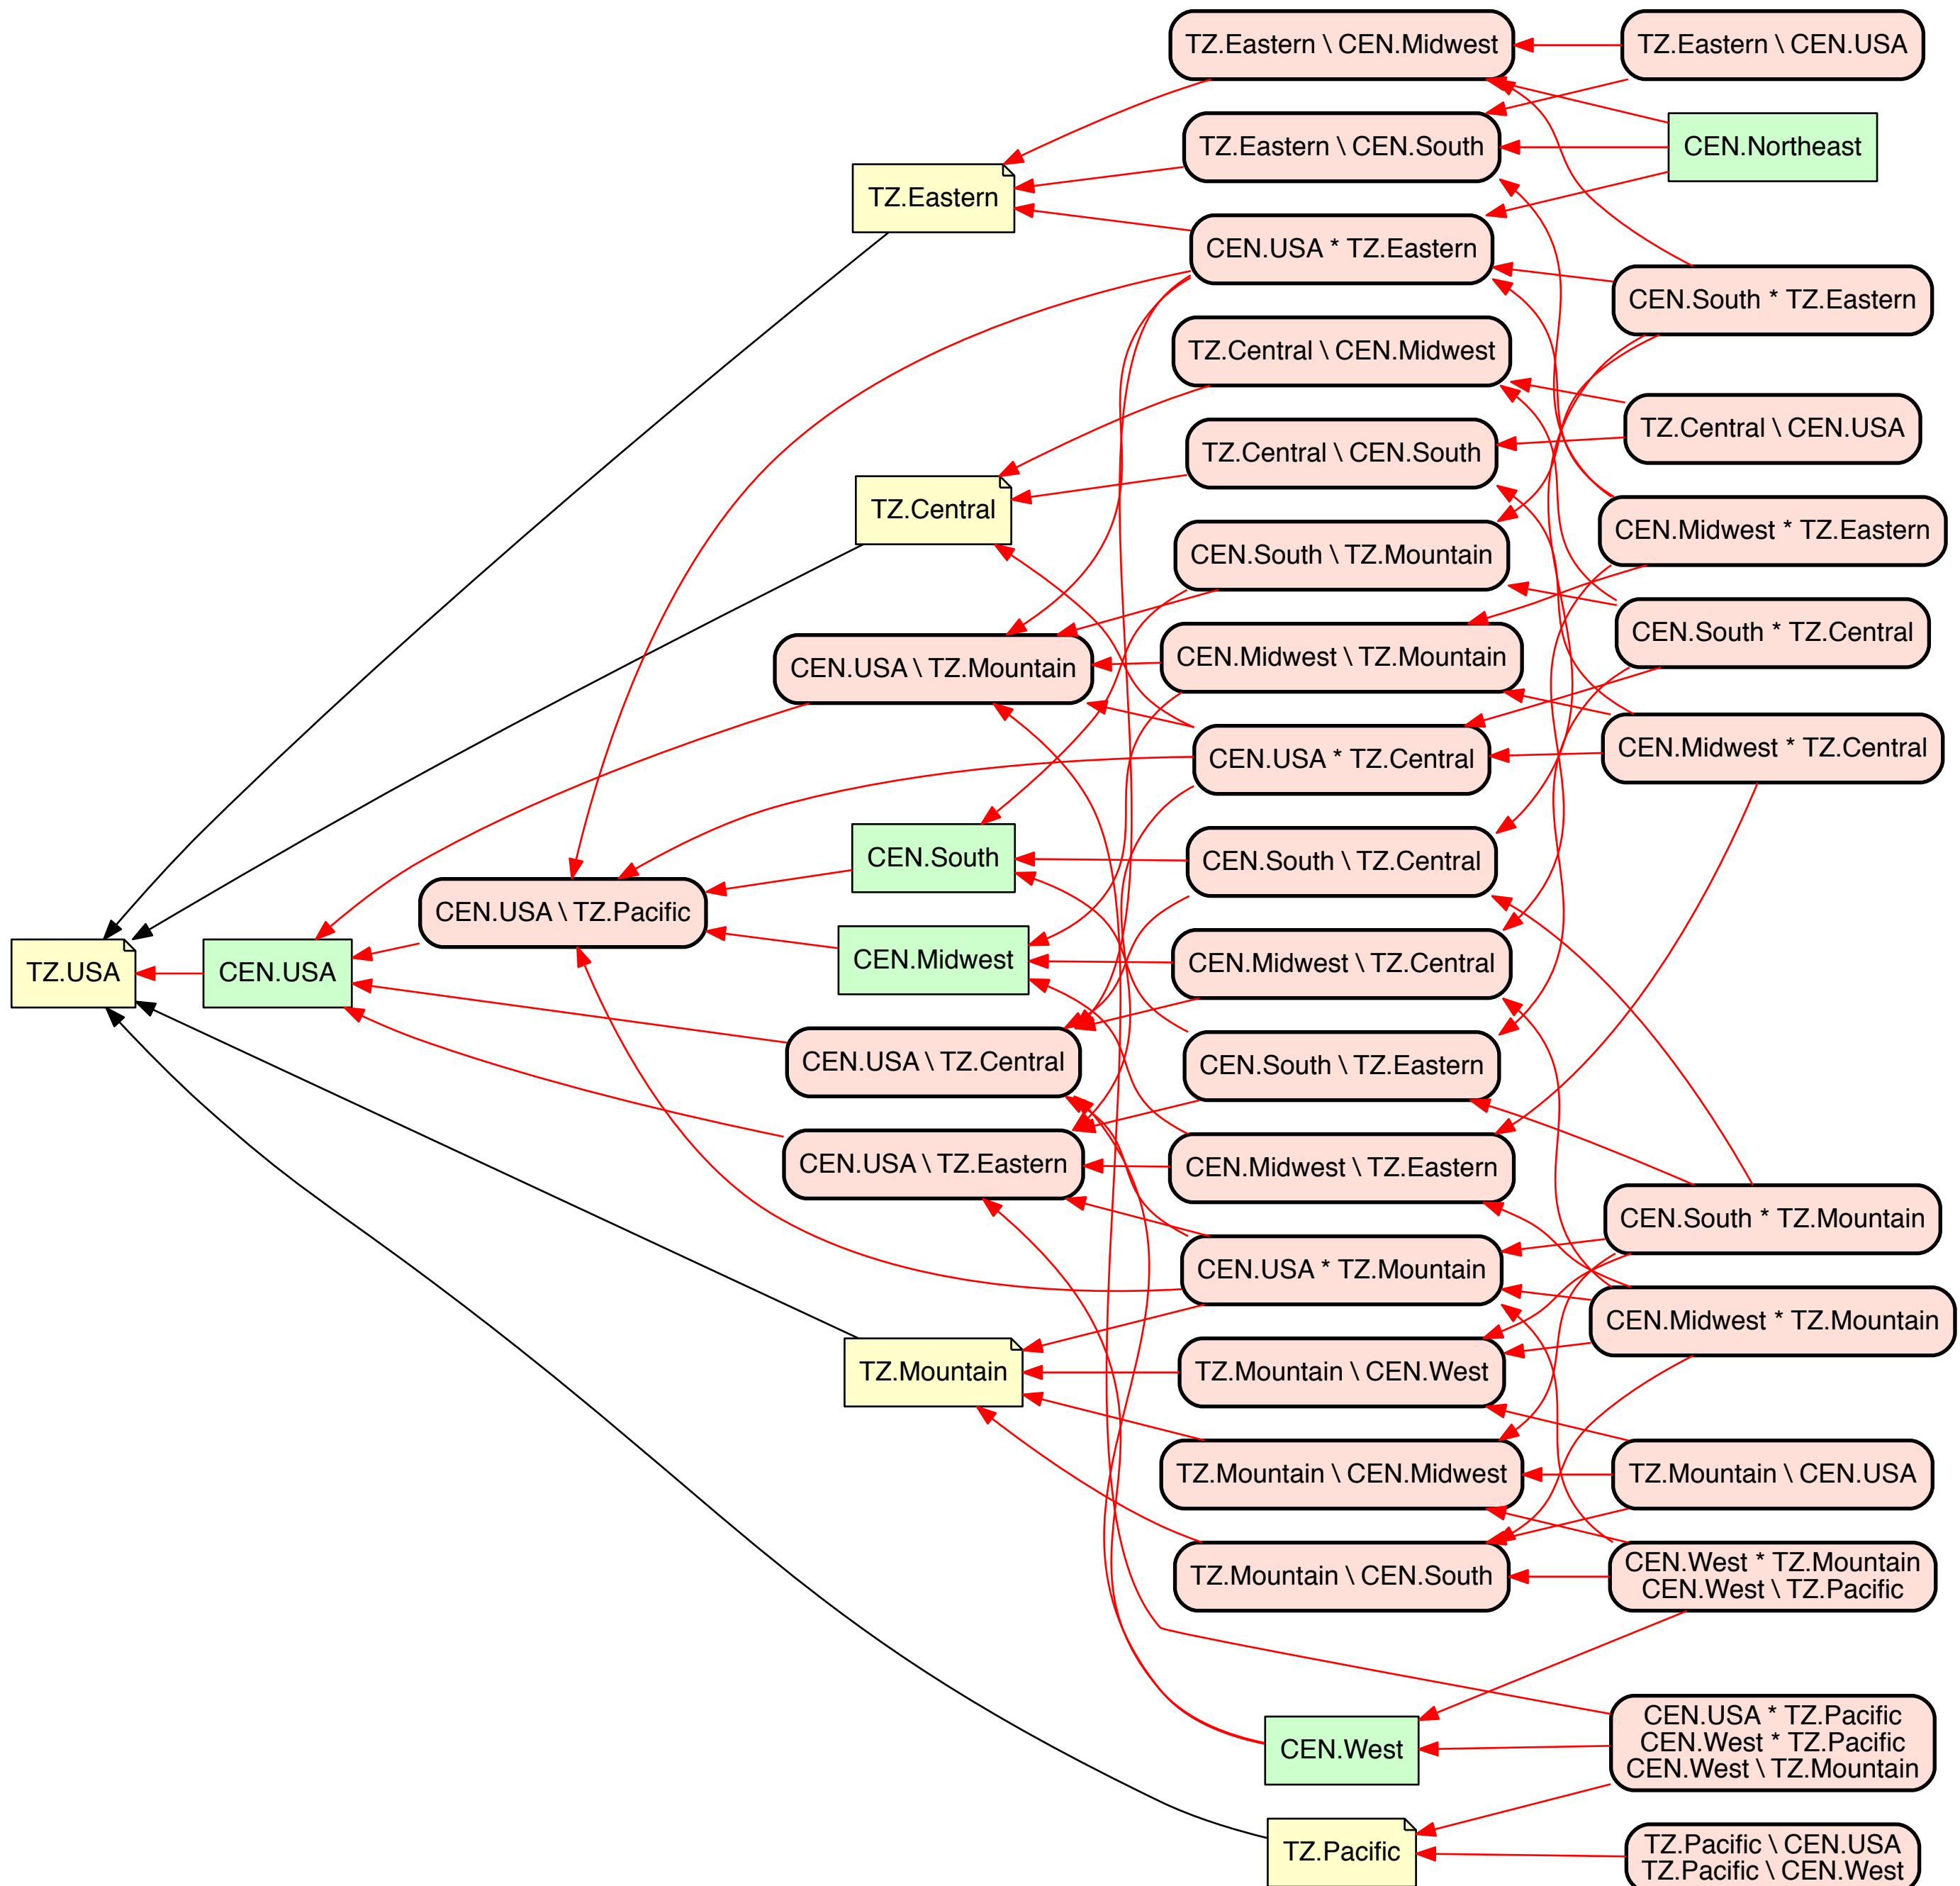 TZ.Eastern \ CEN.Midwest
TZ.Eastern \ CEN.USA
TZ.Eastern \ CEN.South
CEN.Northeast
TZ.Eastern
CEN.USA * TZ.Eastern
CEN.South * TZ.Eastern
TZ.Central \ CEN.Midwest
TZ.Central \ CEN.USA
TZ.Central \ CEN.South
TZ.Central
CEN.Midwest * TZ.Eastern
CEN.South \ TZ.Mountain
CEN.South * TZ.Central
CEN.USA \ TZ.Mountain
CEN.Midwest \ TZ.Mountain
CEN.Midwest * TZ.Central
CEN.USA * TZ.Central
CEN.South
CEN.South \ TZ.Central
CEN.USA \ TZ.Pacific
TZ.USA
CEN.USA
CEN.Midwest
CEN.Midwest \ TZ.Central
CEN.USA \ TZ.Central
CEN.South \ TZ.Eastern
CEN.USA \ TZ.Eastern
CEN.Midwest \ TZ.Eastern
CEN.South * TZ.Mountain
CEN.USA * TZ.Mountain
CEN.Midwest * TZ.Mountain
TZ.Mountain
TZ.Mountain \ CEN.West
TZ.Mountain \ CEN.Midwest
TZ.Mountain \ CEN.USA
TZ.Mountain \ CEN.South
CEN.West * TZ.Mountain
CEN.West \ TZ.Pacific
CEN.West
CEN.USA * TZ.Pacific
CEN.West * TZ.Pacific
CEN.West \ TZ.Mountain
TZ.Pacific
TZ.Pacific \ CEN.USA
TZ.Pacific \ CEN.West